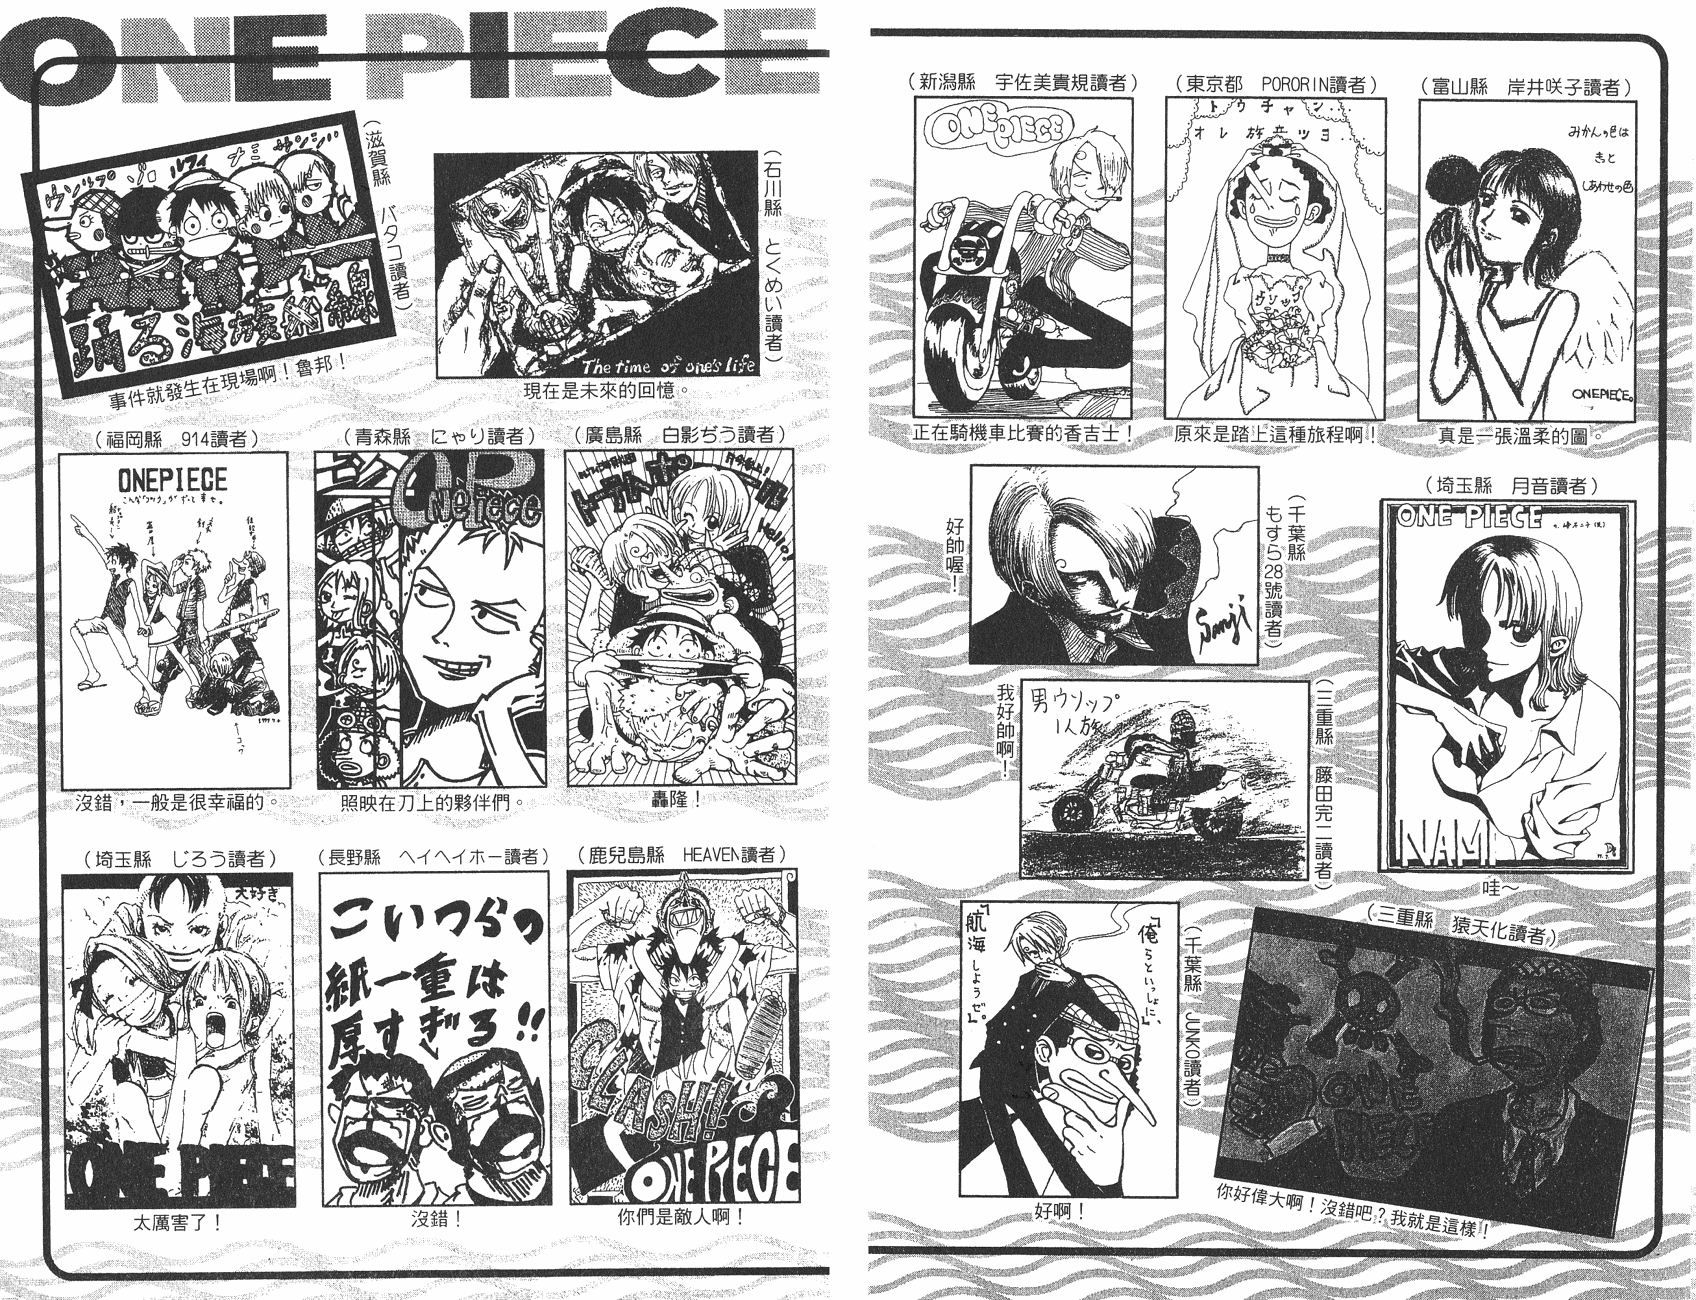 ONE PIECE
（新潟縣　宇佐美貴規讀者）
ONE PIECE
正在騎機車比賽的香吉士！
（東京都　PORORIN讀者）
トウチャン...
オレ 旅立ツヨ...
ウソップ
原來是踏上這種旅程啊！
（富山縣　岸井咲子讀者）
みかんの色は
きっと
しあわせの色
ONEPIECE。
真是一張溫柔的圖。
（千葉縣　もすら28號讀者）
Sanji
好帥喔！
（埼玉縣　月音讀者）
ONE PIECE
NAMI
哇～
（三重縣　藤田完二讀者）
男ウソップ
1人旅
我好帥啊！
（千葉縣　JUNKO讀者）
『俺らといっしょに、
航海しようぜ』。
好啊！
（三重縣　猿天化讀者）
ONE
PIECE
你好偉大啊！沒錯吧？我就是這樣！
（滋賀縣　バタコ讀者）
ウソップ
ゾロ
ルフィ
ナミ
サンジ
踊る海族
事件就發生在現場啊！魯邦！
（石川縣　とくめい讀者）
The time of one's life
現在是未來的回憶。
（福岡縣　914讀者）
ONEPIECE
沒錯，一般是很幸福的。
（青森縣　にゃり讀者）
OnePiece
照映在刀上的夥伴們。
（廣島縣　白影ぢう讀者）
Hello!
轟隆！
（埼玉縣　じろう讀者）
大好き
ONE PIECE
太厲害了！
（長野縣　ヘイヘイホー讀者）
こいつらの
紙一重は
厚すぎる!!
沒錯！
（鹿兒島縣　HEAVEN讀者）
CLASH!!
ONE PIECE
你們是敵人啊！